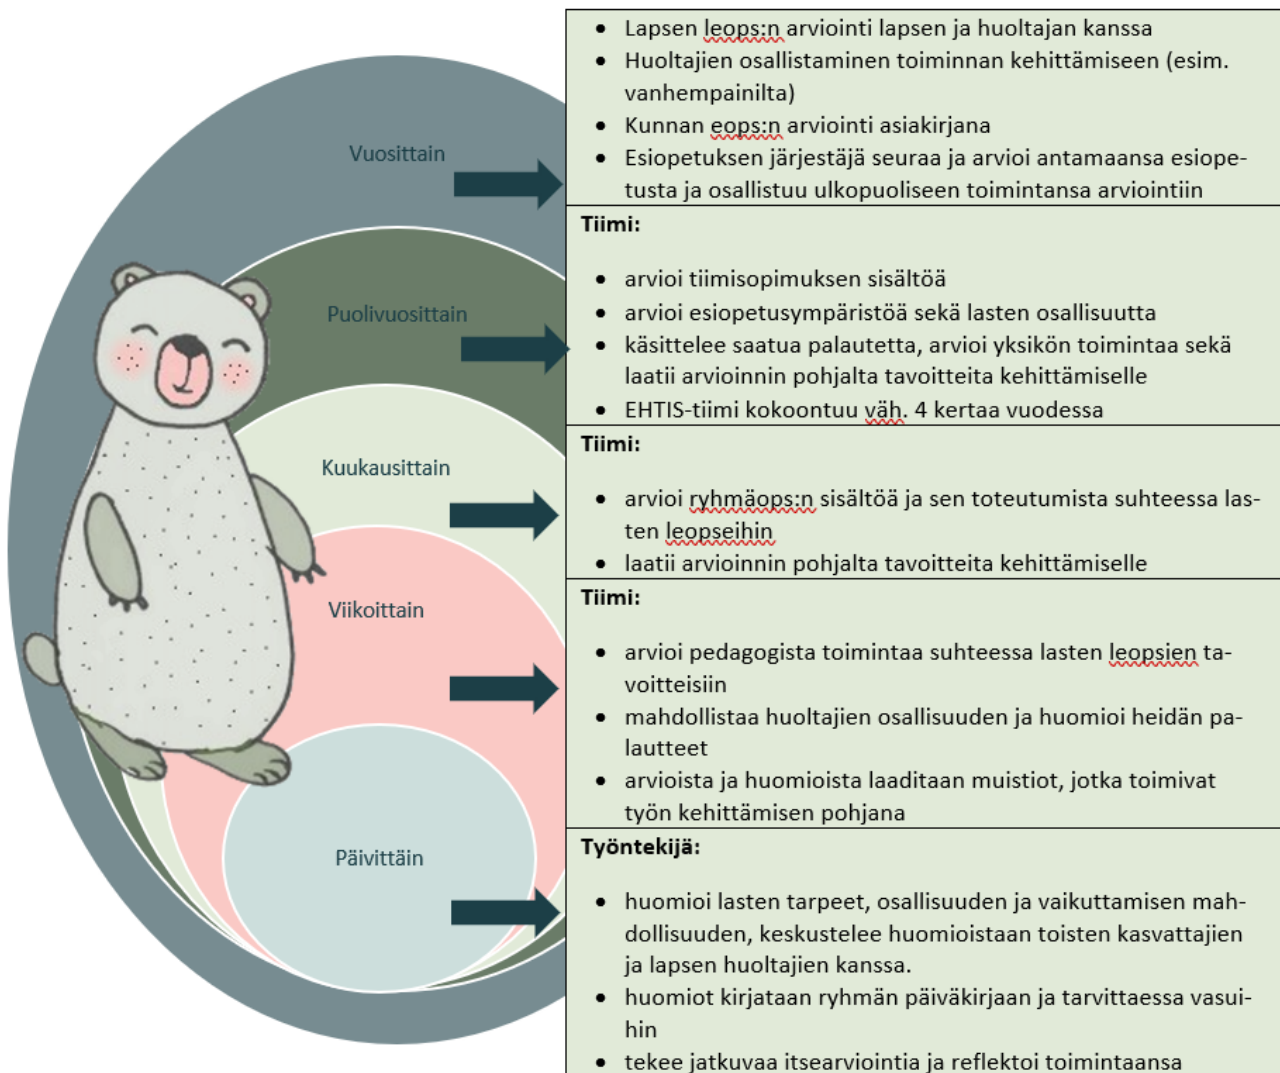 • Lapsen leops:n arviointi lapsen ja huoltajan kanssa
• Huoltajien osallistaminen toiminnan kehittämiseen (esim.
vanhempainilta)
• Kunnan eops:n arviointi asiakirjana
• Esiopetuksen järjestäjä seuraa ja arvioi antamaansa esiope-
tusta ja osallistuu ulkopuoliseen toimintansa arviointiin
Vuosittain
Tiimi:
• arvioi tiimisopimuksen sisältöä
• arvioi esiopetusympäristöä sekä lasten osallisuutta
• käsittelee saatua palautetta, arvioi yksikön toimintaa sekä
laatii arvioinnin pohjalta tavoitteita kehittämiselle
• EHTIS-tiimi kokoontuu väh. 4 kertaa vuodessa
Puolivuosittain
Tiimi:
• arvioi ryhmäops:n sisältöä ja sen toteutumista suhteessa las-
ten leopseihin
• laatii arvioinnin pohjalta tavoitteita kehittämiselle
Kuukausittain
Tiimi:
• arvioi pedagogista toimintaa suhteessa lasten leopsien ta-
voitteisiin
• mahdollistaa huoltajien osallisuuden ja huomioi heidän pa-
lautteet
• arvioista ja huomioista laaditaan muistiot, jotka toimivat
työn kehittämisen pohjana
Viikoittain
Työntekijä:
• huomioi lasten tarpeet, osallisuuden ja vaikuttamisen mah-
dollisuuden, keskustelee huomioistaan toisten kasvattajien
ja lapsen huoltajien kanssa.
• huomiot kirjataan ryhmän päiväkirjaan ja tarvittaessa vasui-
hin
• tekee jatkuvaa itsearviointia ja reflektoi toimintaansa
Päivittäin